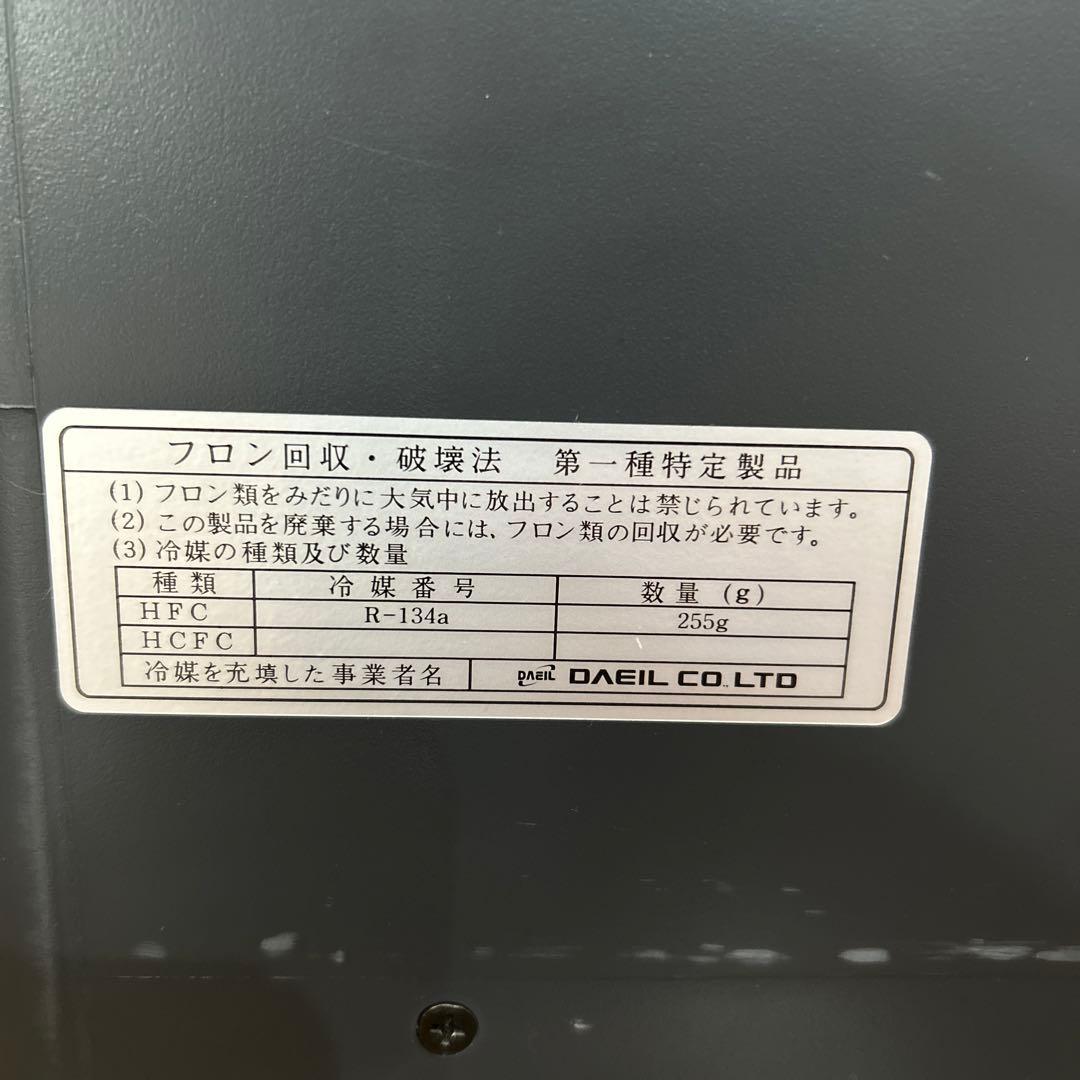 フロン回収・破壊法　第一種特定製品
(1) フロン類をみだりに大気中に放出することは禁じられています。
(2) この製品を廃棄する場合には、フロン類の回収が必要です。
(3) 冷媒の種類及び数量
種類 冷媒番号 数量 (g)
HFC R-134a 255g
HCFC
冷媒を充填した事業者名 DAEIL DAEIL CO., LTD